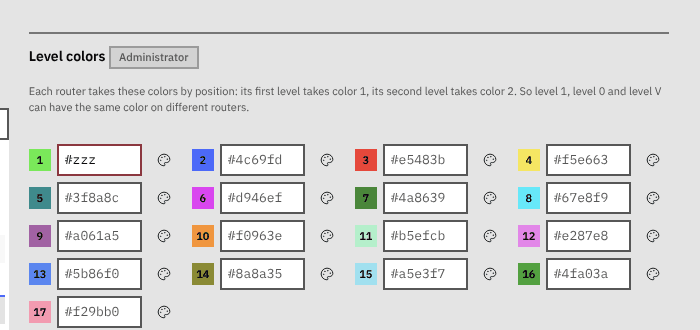 Level colors Administrator
Each router takes these colors by position: its first level takes color 1, its second level takes color 2. So level 1, level 0 and level V
can have the same color on different routers.
1 #zzz 2 #4c69fd 3 #e5483b 4 #f5e663
5 #3f8a8c 6 #d946ef 7 #4a8639 8 #67e8f9
9 #a061a5 10 #f0963e 11 #b5efcb 12 #e287e8
13 #5b86f0 14 #8a8a35 15 #a5e3f7 16 #4fa03a
17 #f29bb0